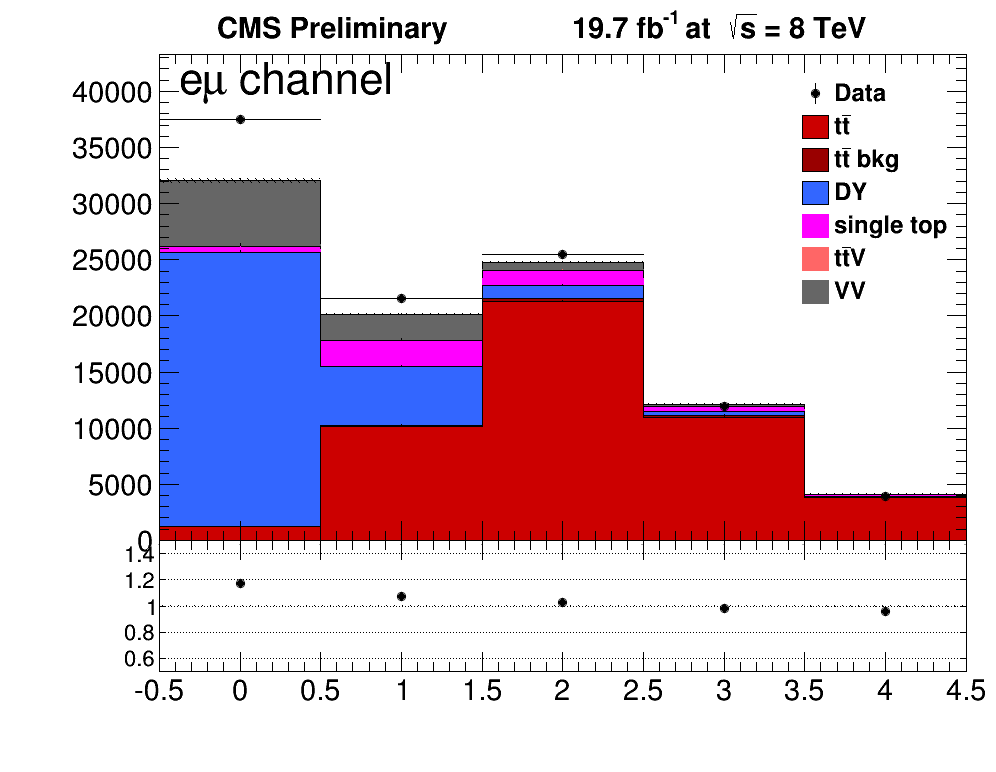 CMS Preliminary 19.7 fb⁻¹ at √s = 8 TeV
eμ channel
Data
tt̄
tt̄ bkg
DY
single top
tt̄V
VV
40000
35000
30000
25000
20000
15000
10000
5000
0
1.4
1.2
1
0.8
0.6
-0.5 0 0.5 1 1.5 2 2.5 3 3.5 4 4.5